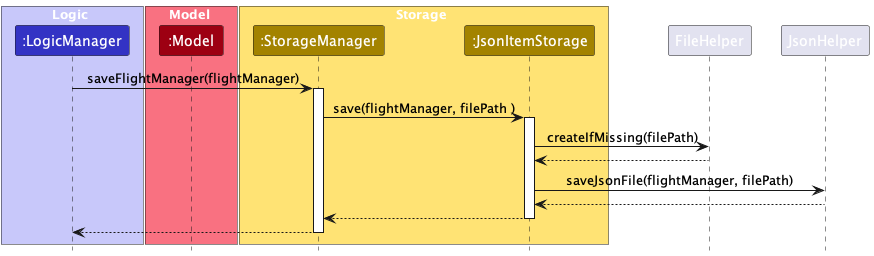 Logic
Model
Storage
:LogicManager
:Model
:StorageManager
:JsonItemStorage
FileHelper
JsonHelper
saveFlightManager(flightManager)
save(flightManager, filePath )
createIfMissing(filePath)
saveJsonFile(flightManager, filePath)